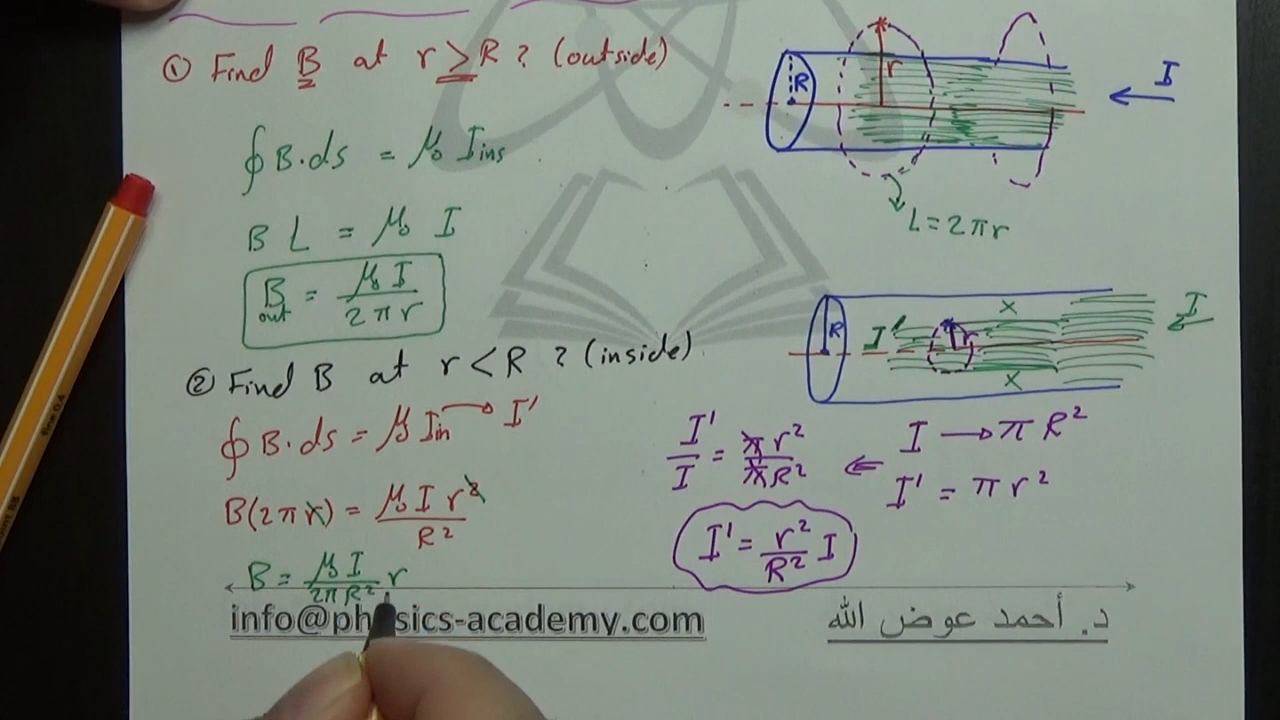 ① Find B at r ≥ R ? (outside)
∮ B·ds = μ₀ I_ins
B L = μ₀ I
B_out = μ₀ I / 2πr
② Find B at r < R ? (inside)
∮ B·ds = μ₀ I_in → I'
B(2πr) = μ₀ I r² / R²
B = μ₀ I / 2πR² r
R
r
I
L = 2πr
R
I'
r
x
x
I
I → πR²
I' = πr²
⇐
I' / I = πr² / πR²
I' = r² / R² I
info@physics-academy.com
د. أحمد عوض الله